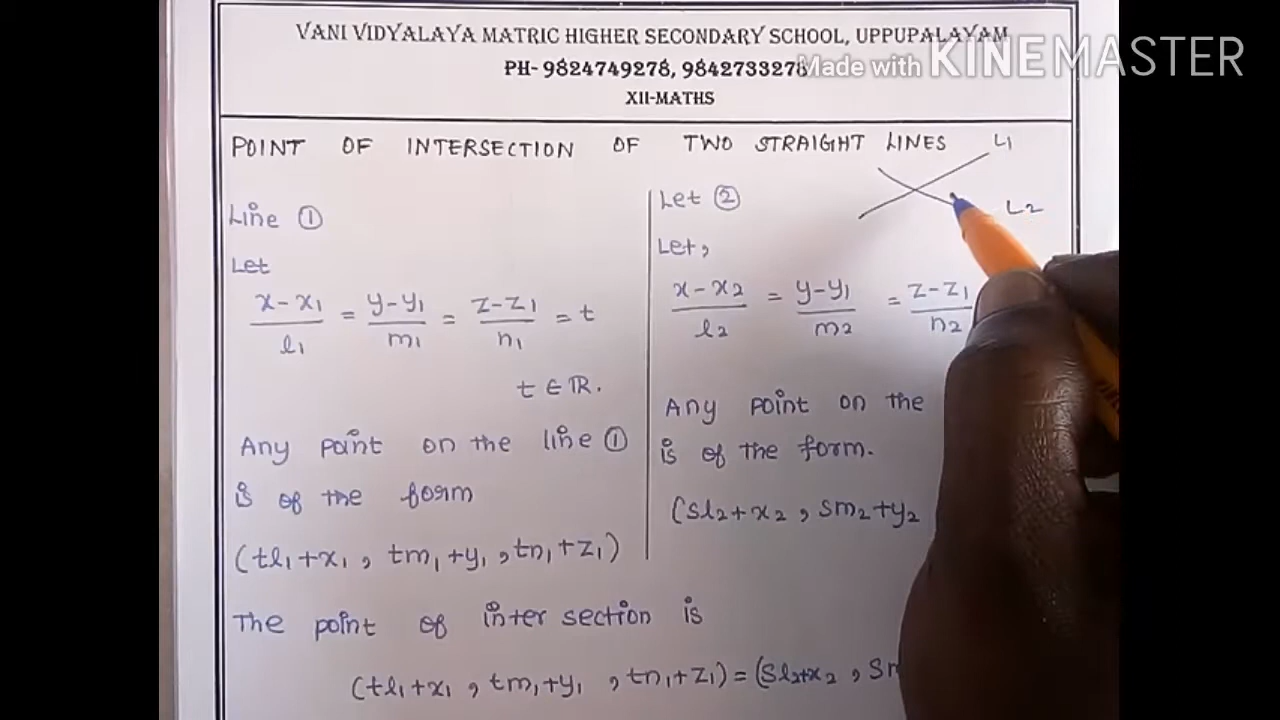 VANI VIDYALAYA MATRIC HIGHER SECONDARY SCHOOL, UPPUPALAYAM
PH- 9824749278, 9842733278
Made with KINEMASTER
XII-MATHS
POINT OF INTERSECTION OF TWO STRAIGHT LINES
L1
L2
Line ①
Let
x-x₁/l₁ = y-y₁/m₁ = z-z₁/n₁ = t
t ∈ ℝ.
Any point on the line ①
is of the form
(tl₁+x₁, tm₁+y₁, tn₁+z₁)
Let ②
Let,
x-x₂/l₂ = y-y₁/m₂ = z-z₁/n₂
Any point on the
is of the form.
(sl₂+x₂, sm₂+y₂
The point of inter section is
(tl₁+x₁, tm₁+y₁, tn₁+z₁) = (sl₂+x₂,